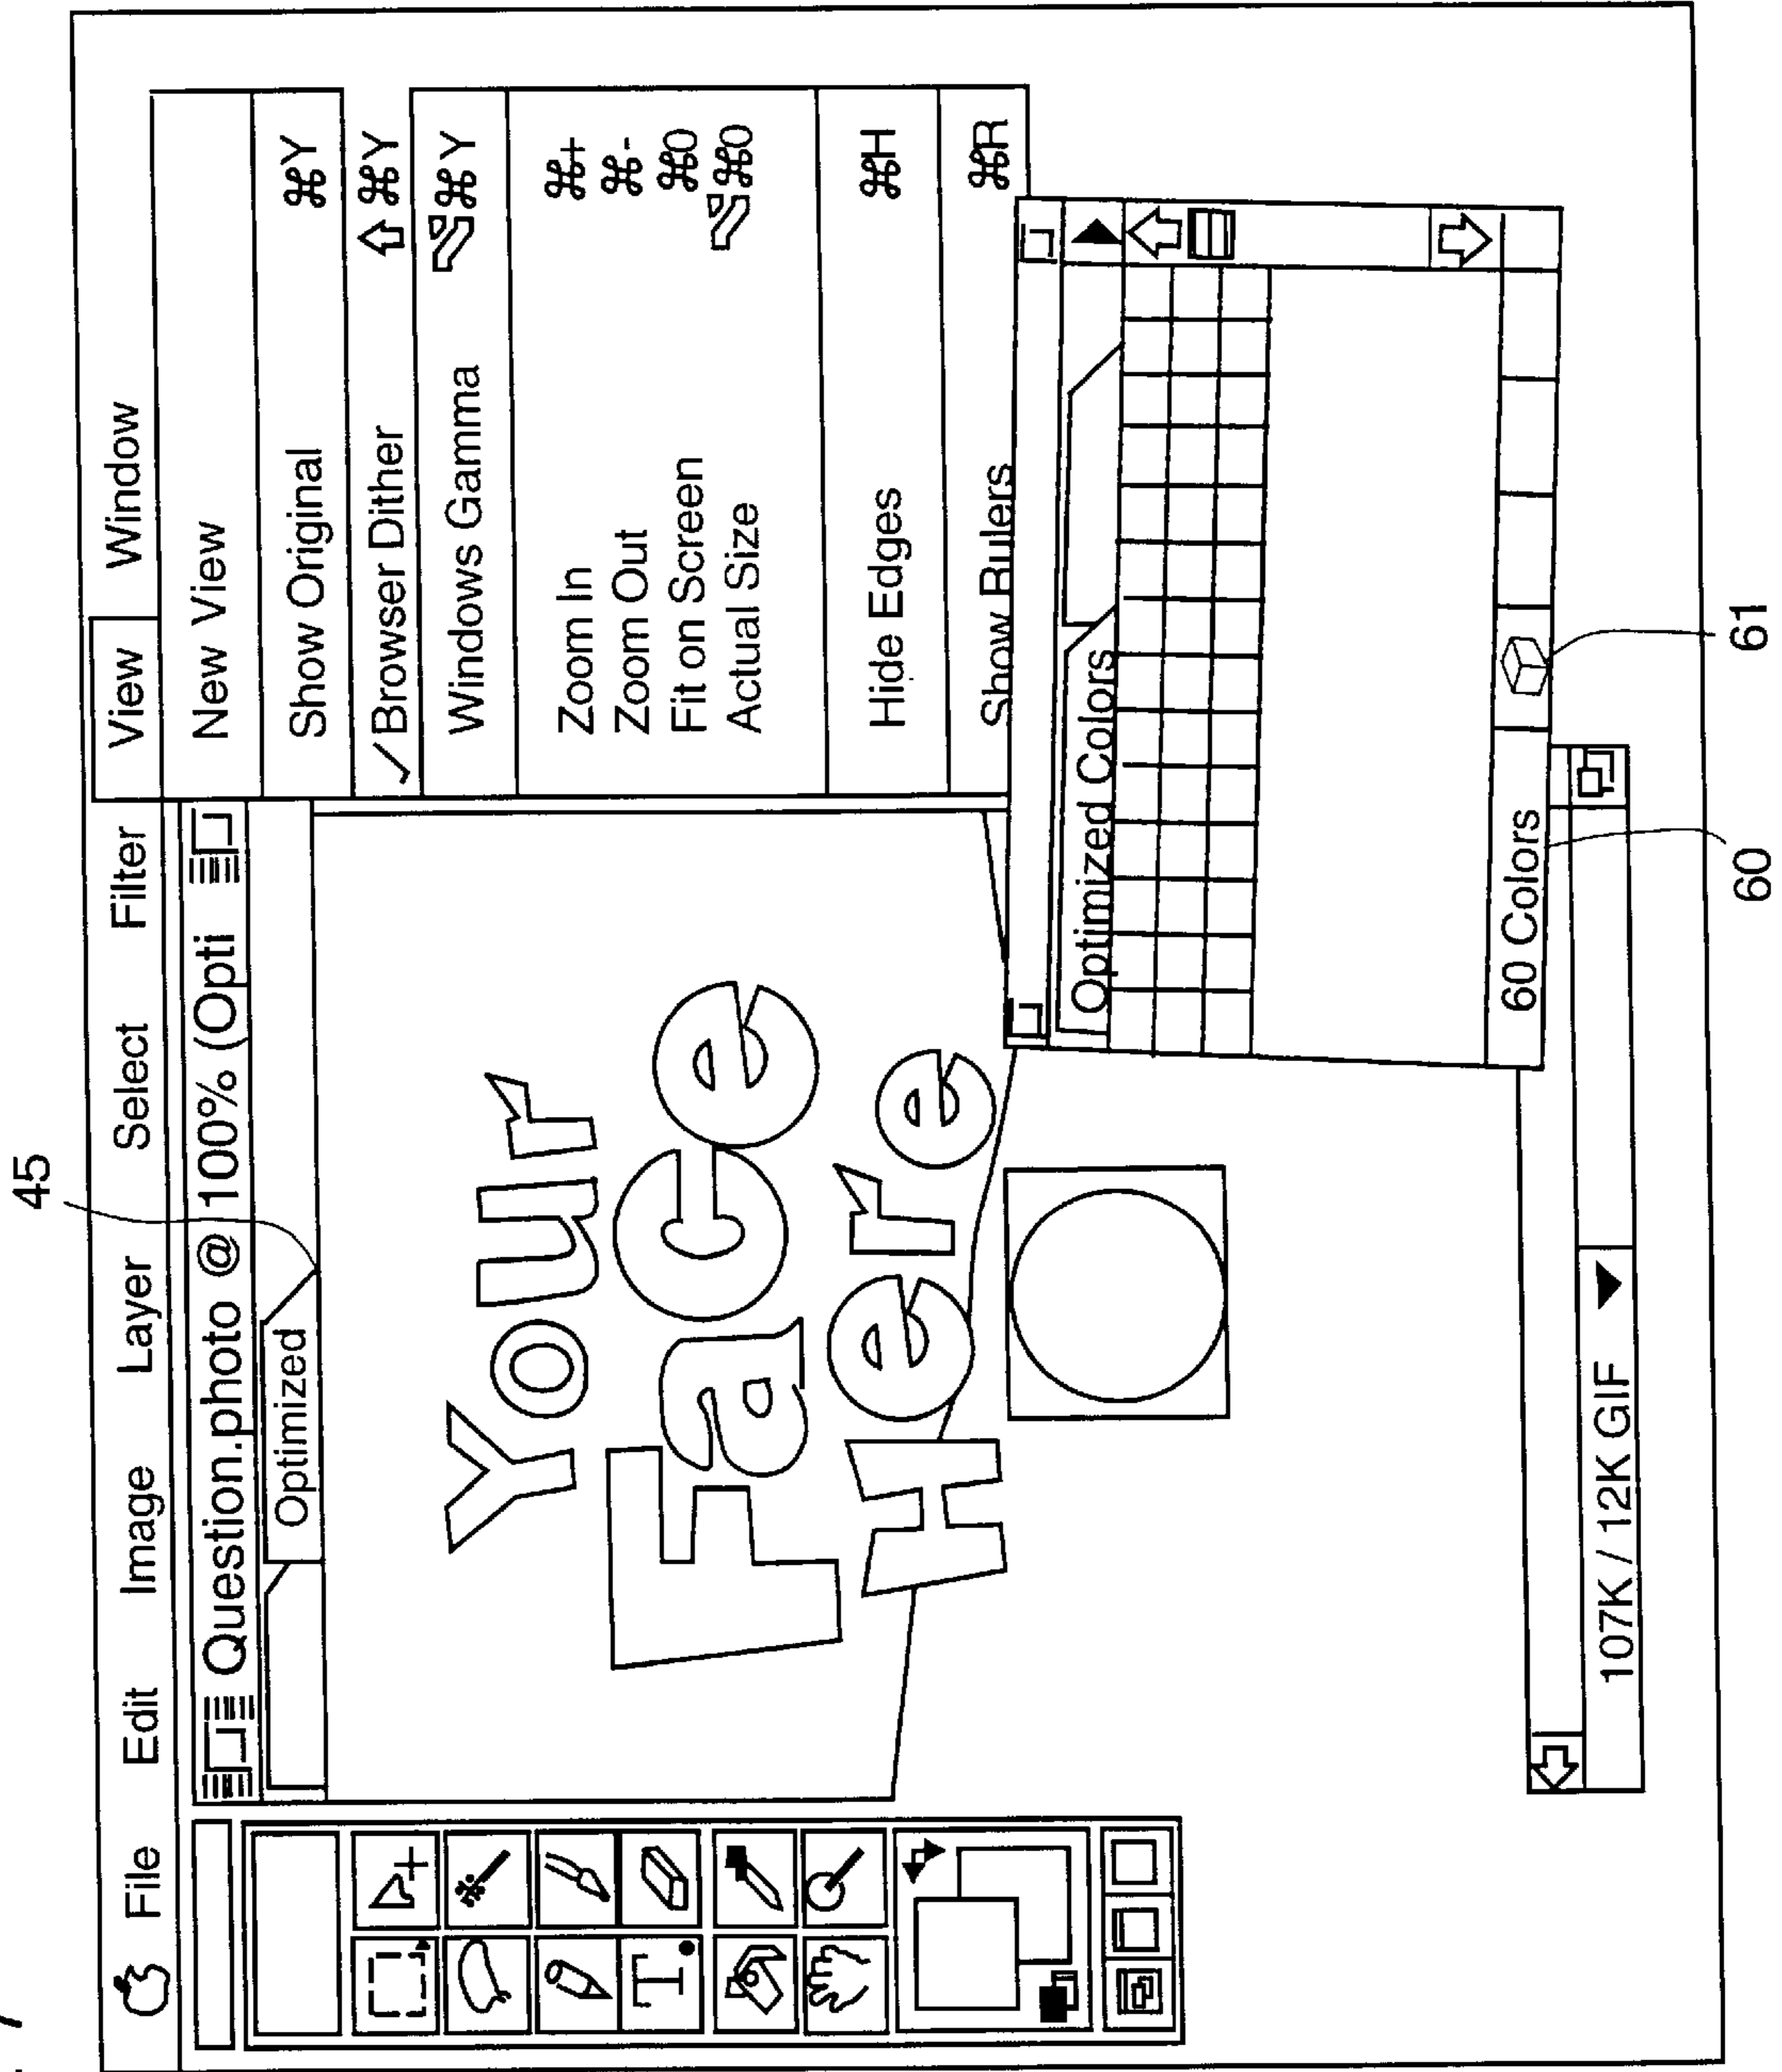 45
File Edit Image Layer Select Filter View Window
Question.photo @ 100% (Opti
Optimized
New View
Show Original ⌘Y
✓Browser Dither ⇧⌘Y
Windows Gamma ⌥⌘Y
Zoom In ⌘+
Zoom Out ⌘-
Fit on Screen ⌘0
Actual Size ⌥⌘0
Hide Edges ⌘H
Show Rulers ⌘R
Your
Face
Here
T
Optimized Colors
60 Colors
107K / 12K GIF
60
61